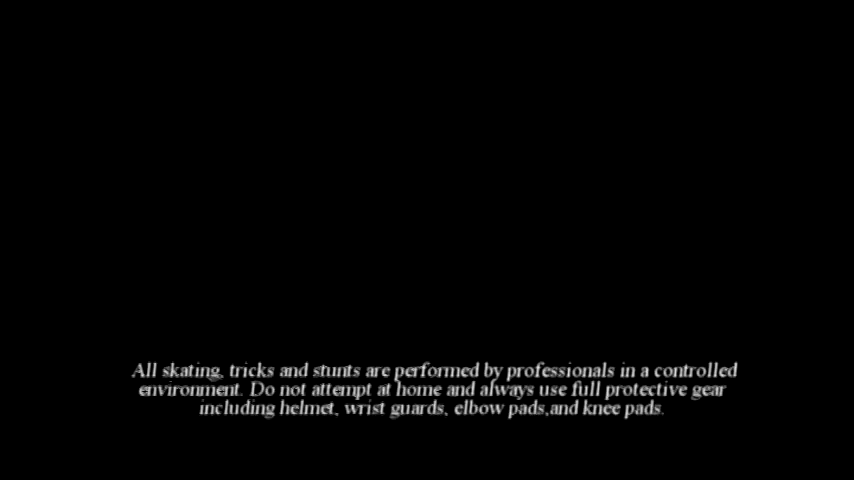 All skating, tricks and stunts are performed by professionals in a controlled
environment. Do not attempt at home and always use full protective gear
including helmet, wrist guards, elbow pads,and knee pads.